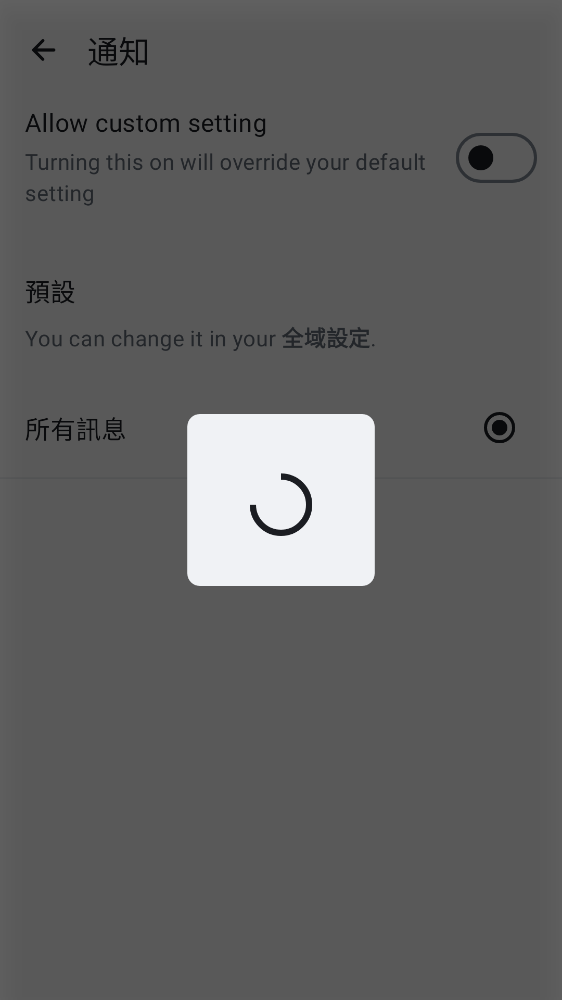 通知
Allow custom setting
Turning this on will override your default
setting
預設
You can change it in your 全域設定.
所有訊息